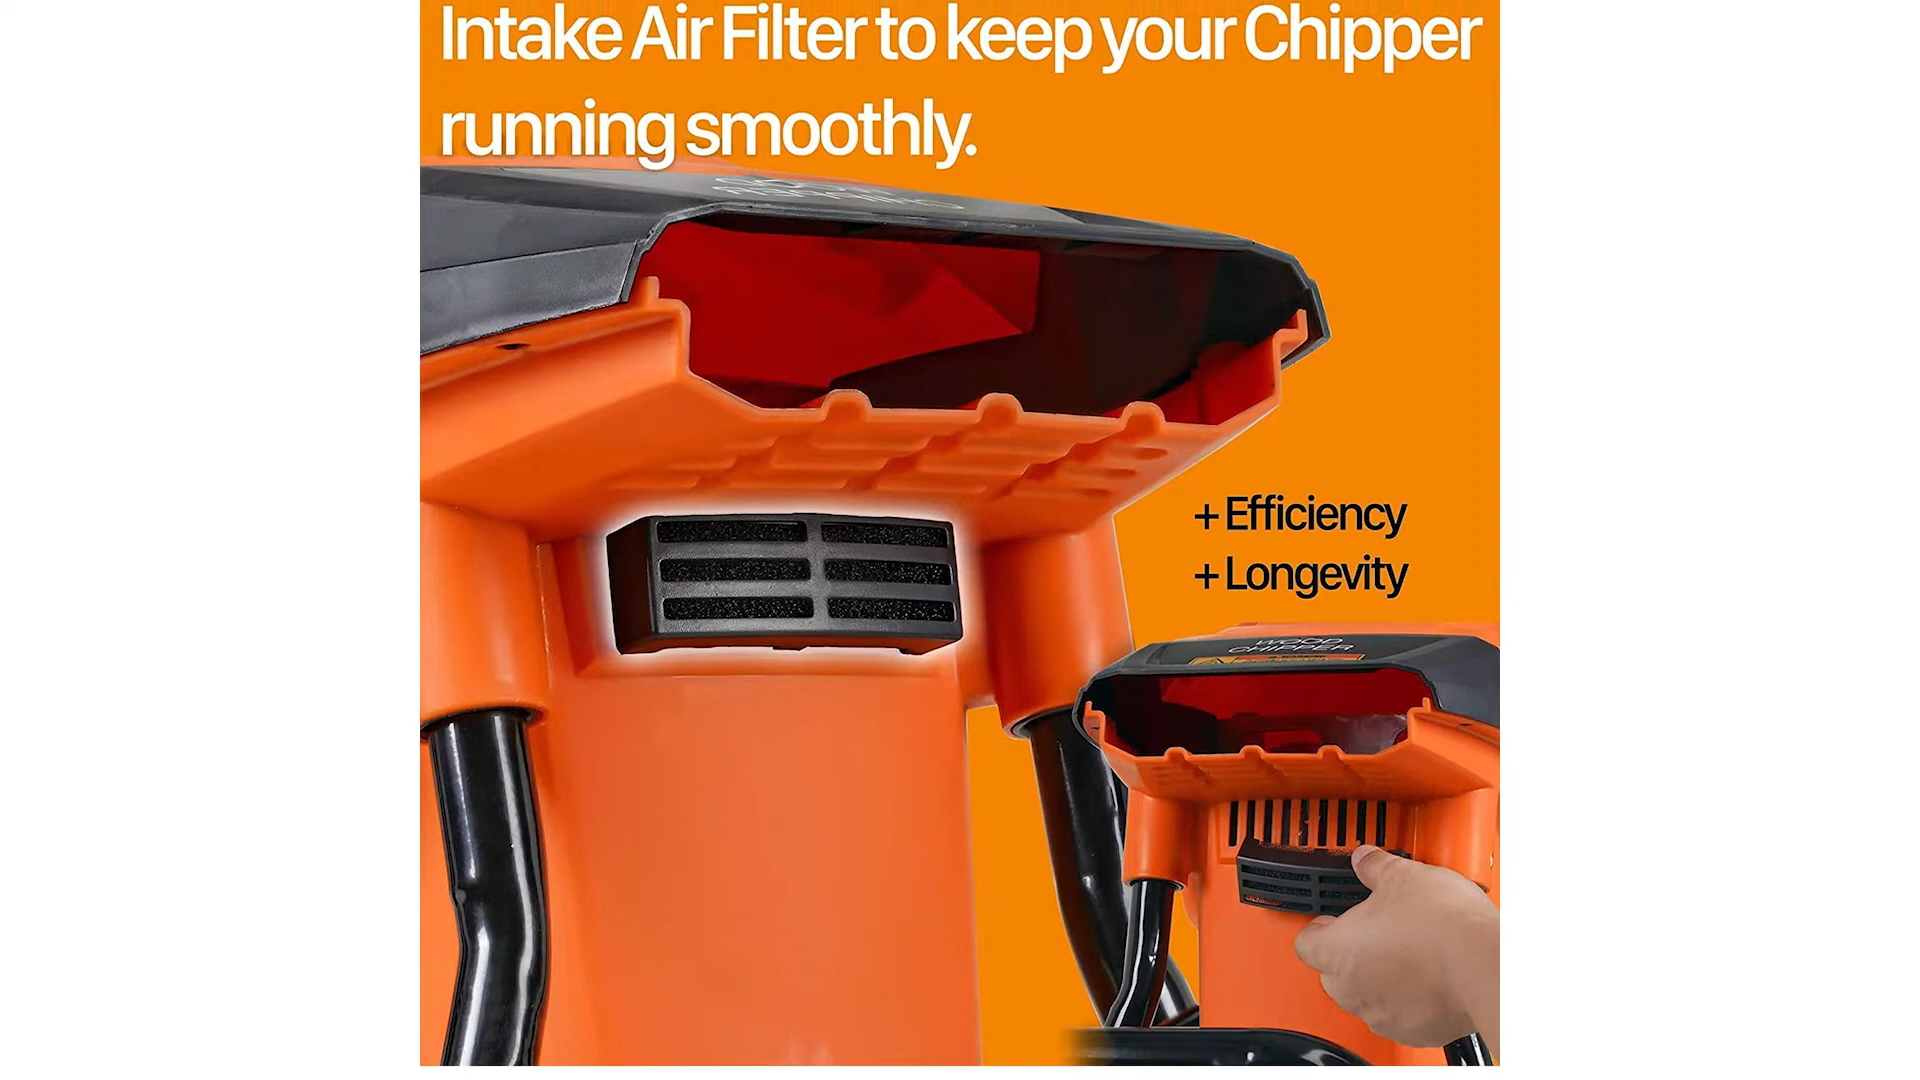 Intake Air Filter to keep your Chipper
running smoothly.
+ Efficiency
+ Longevity
WOOD
CHIPPER